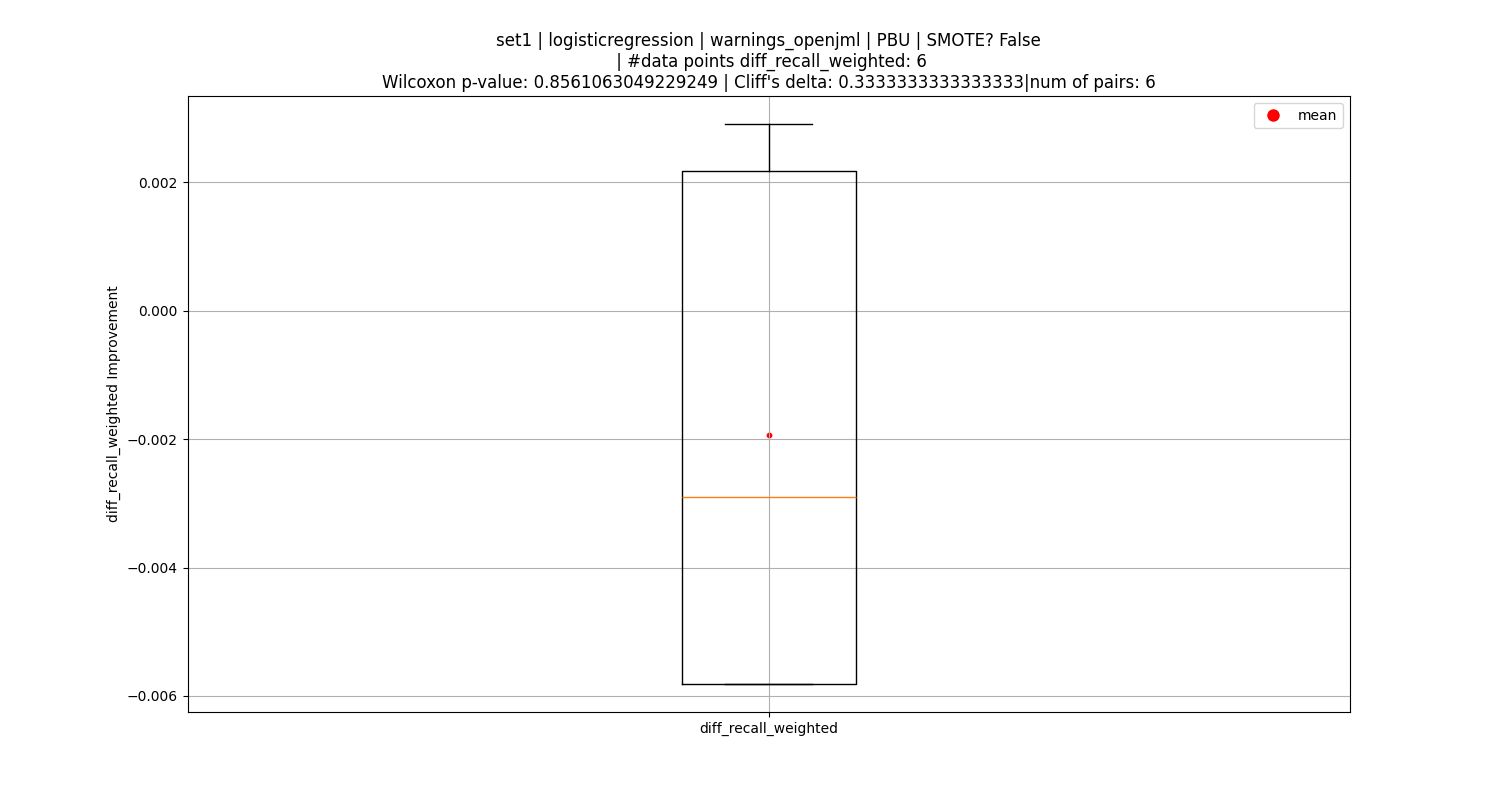 set1 | logisticregression | warnings_openjml | PBU | SMOTE? False
| #data points diff_recall_weighted: 6
Wilcoxon p-value: 0.8561063049229249 | Cliff's delta: 0.3333333333333333|num of pairs: 6
mean
0.002
0.000
−0.002
−0.004
−0.006
diff_recall_weighted Improvement
diff_recall_weighted